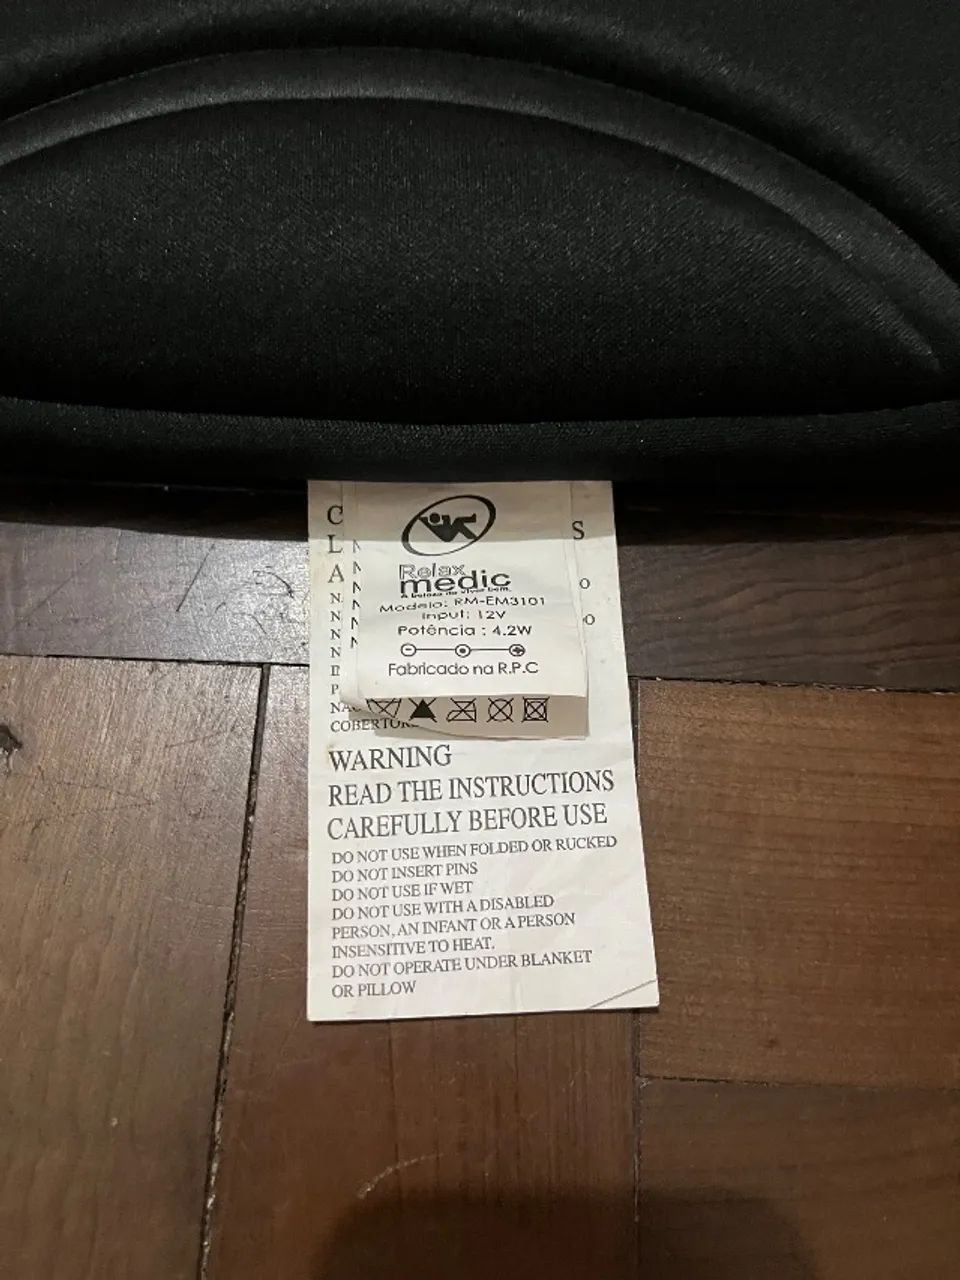 Relax
medic
A beleza de viver bem.
Modelo: RM-EM3101
Input: 12V
Potência : 4.2W
Fabricado na R.P.C
COBERTOR
WARNING
READ THE INSTRUCTIONS
CAREFULLY BEFORE USE
DO NOT USE WHEN FOLDED OR RUCKED
DO NOT INSERT PINS
DO NOT USE IF WET
DO NOT USE WITH A DISABLED
PERSON, AN INFANT OR A PERSON
INSENSITIVE TO HEAT.
DO NOT OPERATE UNDER BLANKET
OR PILLOW